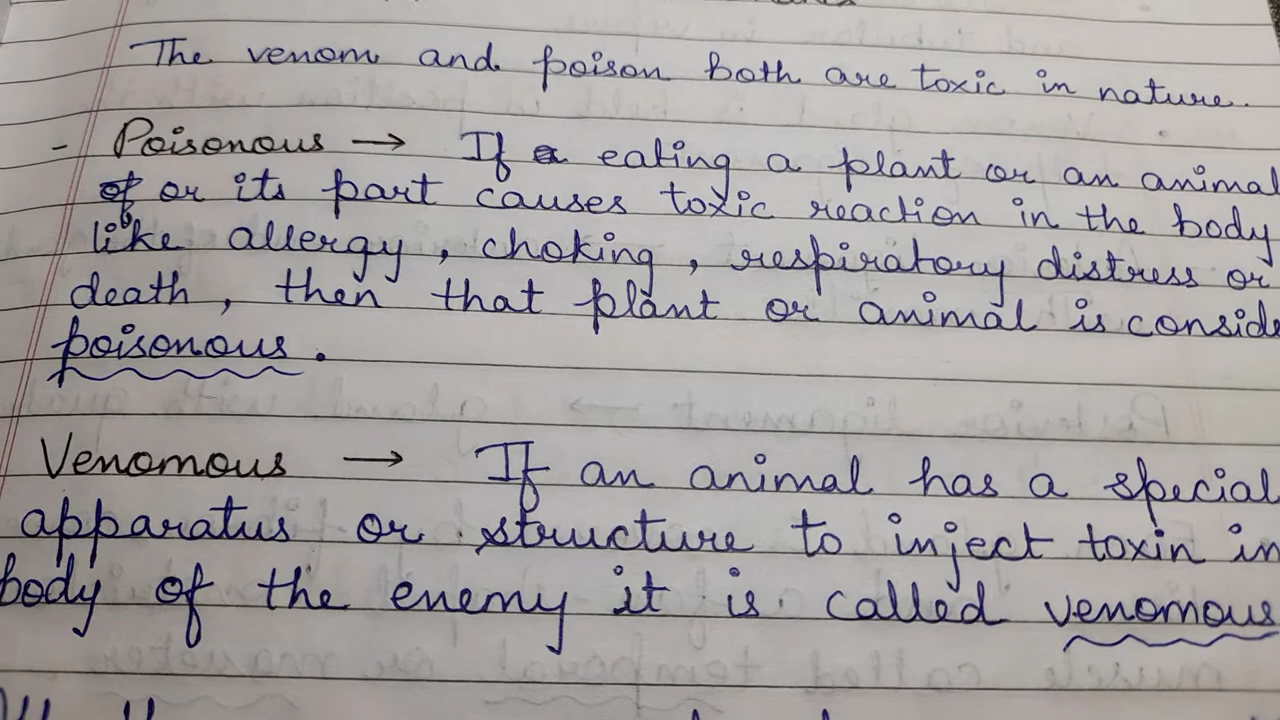 The venom and poison both are toxic in nature.
- Poisonous → If eating a plant or an animal
or its part causes toxic reaction in the body
like allergy, choking, respiratory distress or
death, then that plant or animal is conside
poisonous.
Venomous → If an animal has a special
apparatus or structure to inject toxin in
body of the enemy it is called venomous